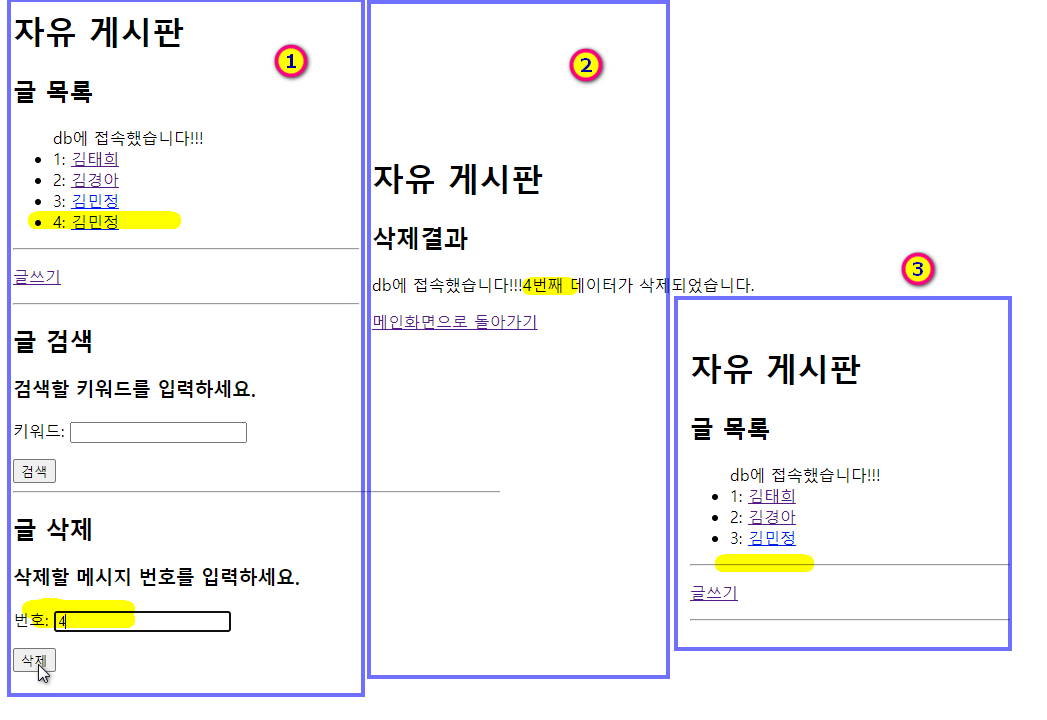 1
자유 게시판
글 목록
db에 접속했습니다!!!
1: 김태희
2: 김경아
3: 김민정
4: 김민정
글쓰기
글 검색
검색할 키워드를 입력하세요.
키워드:
검색
글 삭제
삭제할 메시지 번호를 입력하세요.
번호: 4
삭제
2
자유 게시판
삭제결과
db에 접속했습니다!!!4번째 데이터가 삭제되었습니다.
메인화면으로 돌아가기
3
자유 게시판
글 목록
db에 접속했습니다!!!
1: 김태희
2: 김경아
3: 김민정
글쓰기